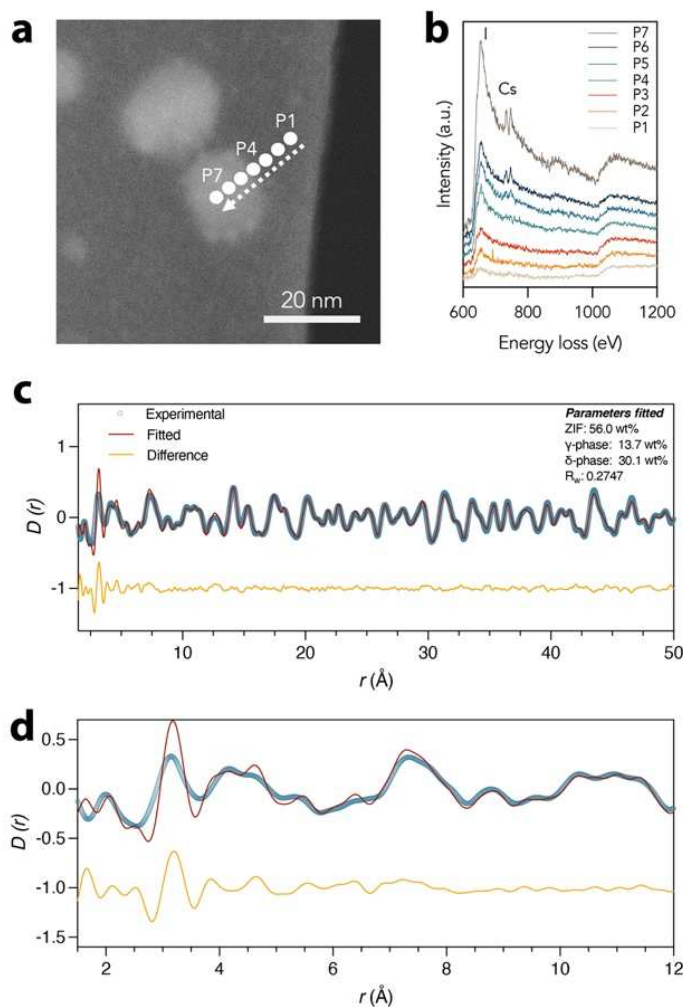 a
P1
P4
P7
20 nm
b
I
Cs
P7
P6
P5
P4
P3
P2
P1
Intensity (a.u.)
600 800 1000 1200
Energy loss (eV)
c
Experimental
Fitted
Difference
Parameters fitted
ZIF: 56.0 wt%
γ-phase: 13.7 wt%
δ-phase: 30.1 wt%
Rw: 0.2747
1
0
-1
D (r)
10 20 30 40 50
r (Å)
d
0.5
0.0
-0.5
-1.0
-1.5
D (r)
2 4 6 8 10 12
r (Å)